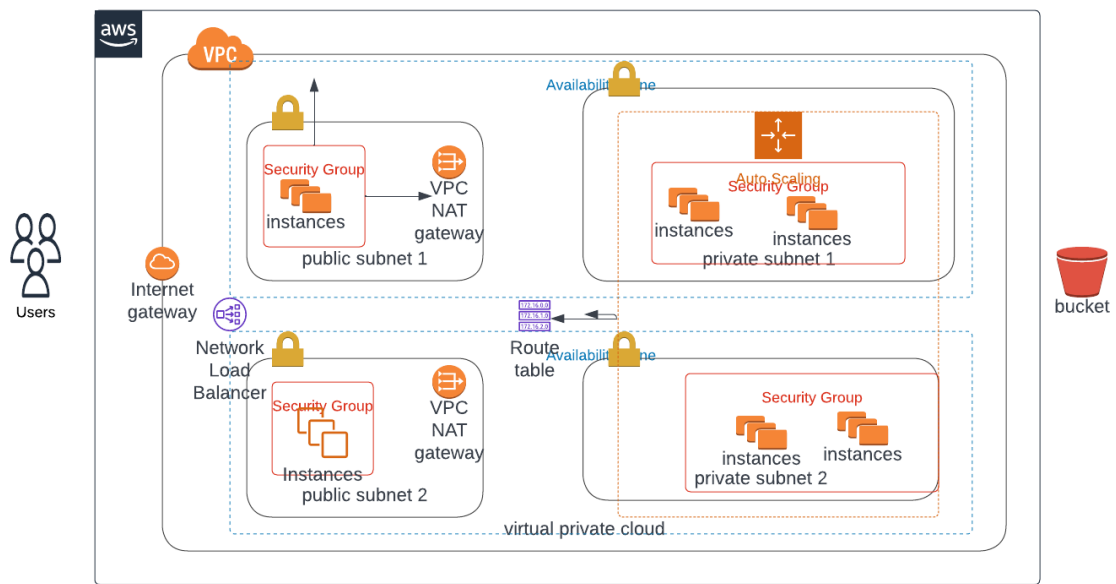 aws
VPC
Availability Zone
Security Group
instances
VPC
NAT
gateway
public subnet 1
Auto Scaling
Security Group
instances
instances
private subnet 1
Users
Internet
gateway
bucket
Network
Load
Balancer
172.16.0.0
172.16.1.0
172.16.2.0
Route
table
Availability Zone
Security Group
Instances
VPC
NAT
gateway
public subnet 2
Security Group
instances
instances
private subnet 2
virtual private cloud